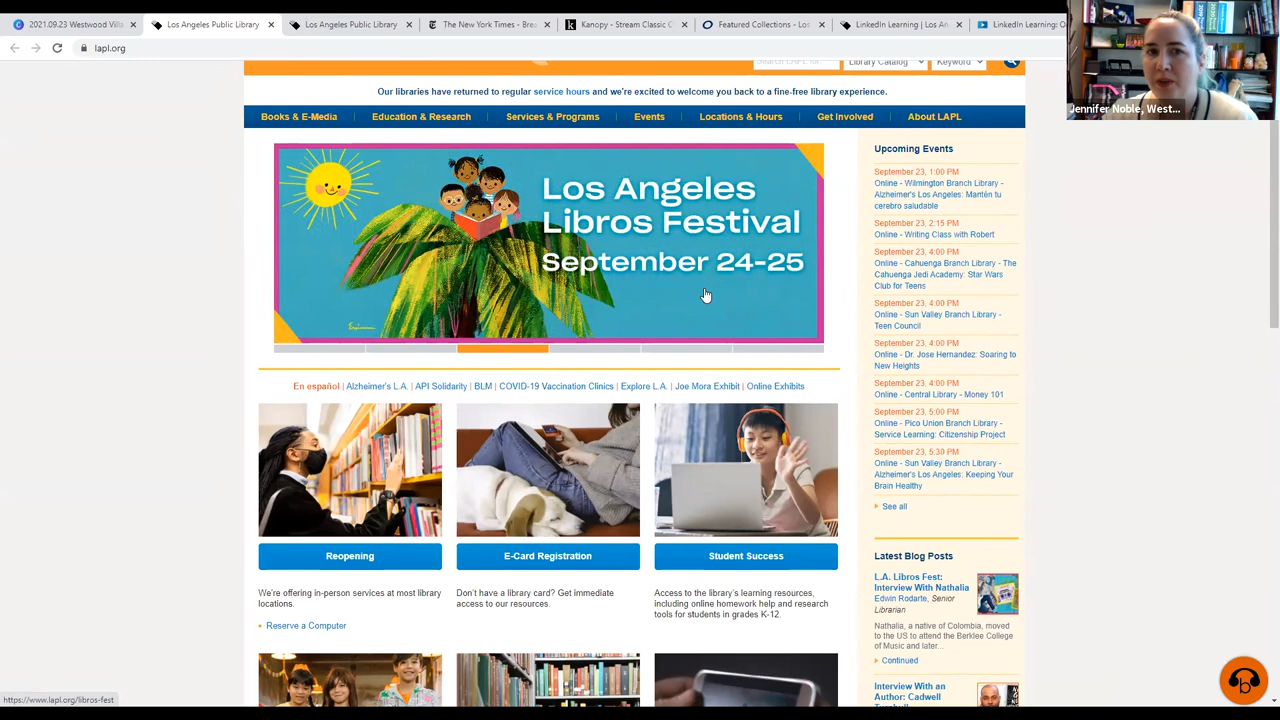 2021.09.23 Westwood Villa
Los Angeles Public Library
Los Angeles Public Library
The New York Times - Brea
Kanopy - Stream Classic C
Featured Collections - Los
LinkedIn Learning | Los An
LinkedIn Learning: O
lapl.org
Search LAPL for:
Library Catalog
Keyword
Jennifer Noble, West...
Our libraries have returned to regular service hours and we're excited to welcome you back to a fine-free library experience.
Books & E-Media
Education & Research
Services & Programs
Events
Locations & Hours
Get Involved
About LAPL
Los Angeles
Libros Festival
September 24-25
En español | Alzheimer's L.A. | API Solidarity | BLM | COVID-19 Vaccination Clinics | Explore L.A. | Joe Mora Exhibit | Online Exhibits
Reopening
E-Card Registration
Student Success
We're offering in-person services at most library
locations.
Reserve a Computer
Don't have a library card? Get immediate
access to our resources.
Access to the library's learning resources,
including online homework help and research
tools for students in grades K-12.
Upcoming Events
September 23, 1:00 PM
Online - Wilmington Branch Library -
Alzheimer's Los Angeles: Mantén tu
cerebro saludable
September 23, 2:15 PM
Online - Writing Class with Robert
September 23, 4:00 PM
Online - Cahuenga Branch Library - The
Cahuenga Jedi Academy: Star Wars
Club for Teens
September 23, 4:00 PM
Online - Sun Valley Branch Library -
Teen Council
September 23, 4:00 PM
Online - Dr. Jose Hernandez: Soaring to
New Heights
September 23, 4:00 PM
Online - Central Library - Money 101
September 23, 5:00 PM
Online - Pico Union Branch Library -
Service Learning: Citizenship Project
September 23, 5:30 PM
Online - Sun Valley Branch Library -
Alzheimer's Los Angeles: Keeping Your
Brain Healthy
See all
Latest Blog Posts
L.A. Libros Fest:
Interview With Nathalia
Edwin Rodarte, Senior
Librarian
Nathalia, a native of Colombia, moved
to the US to attend the Berklee College
of Music and later...
Continued
Interview With an
Author: Cadwell
https://www.lapl.org/libros-fest